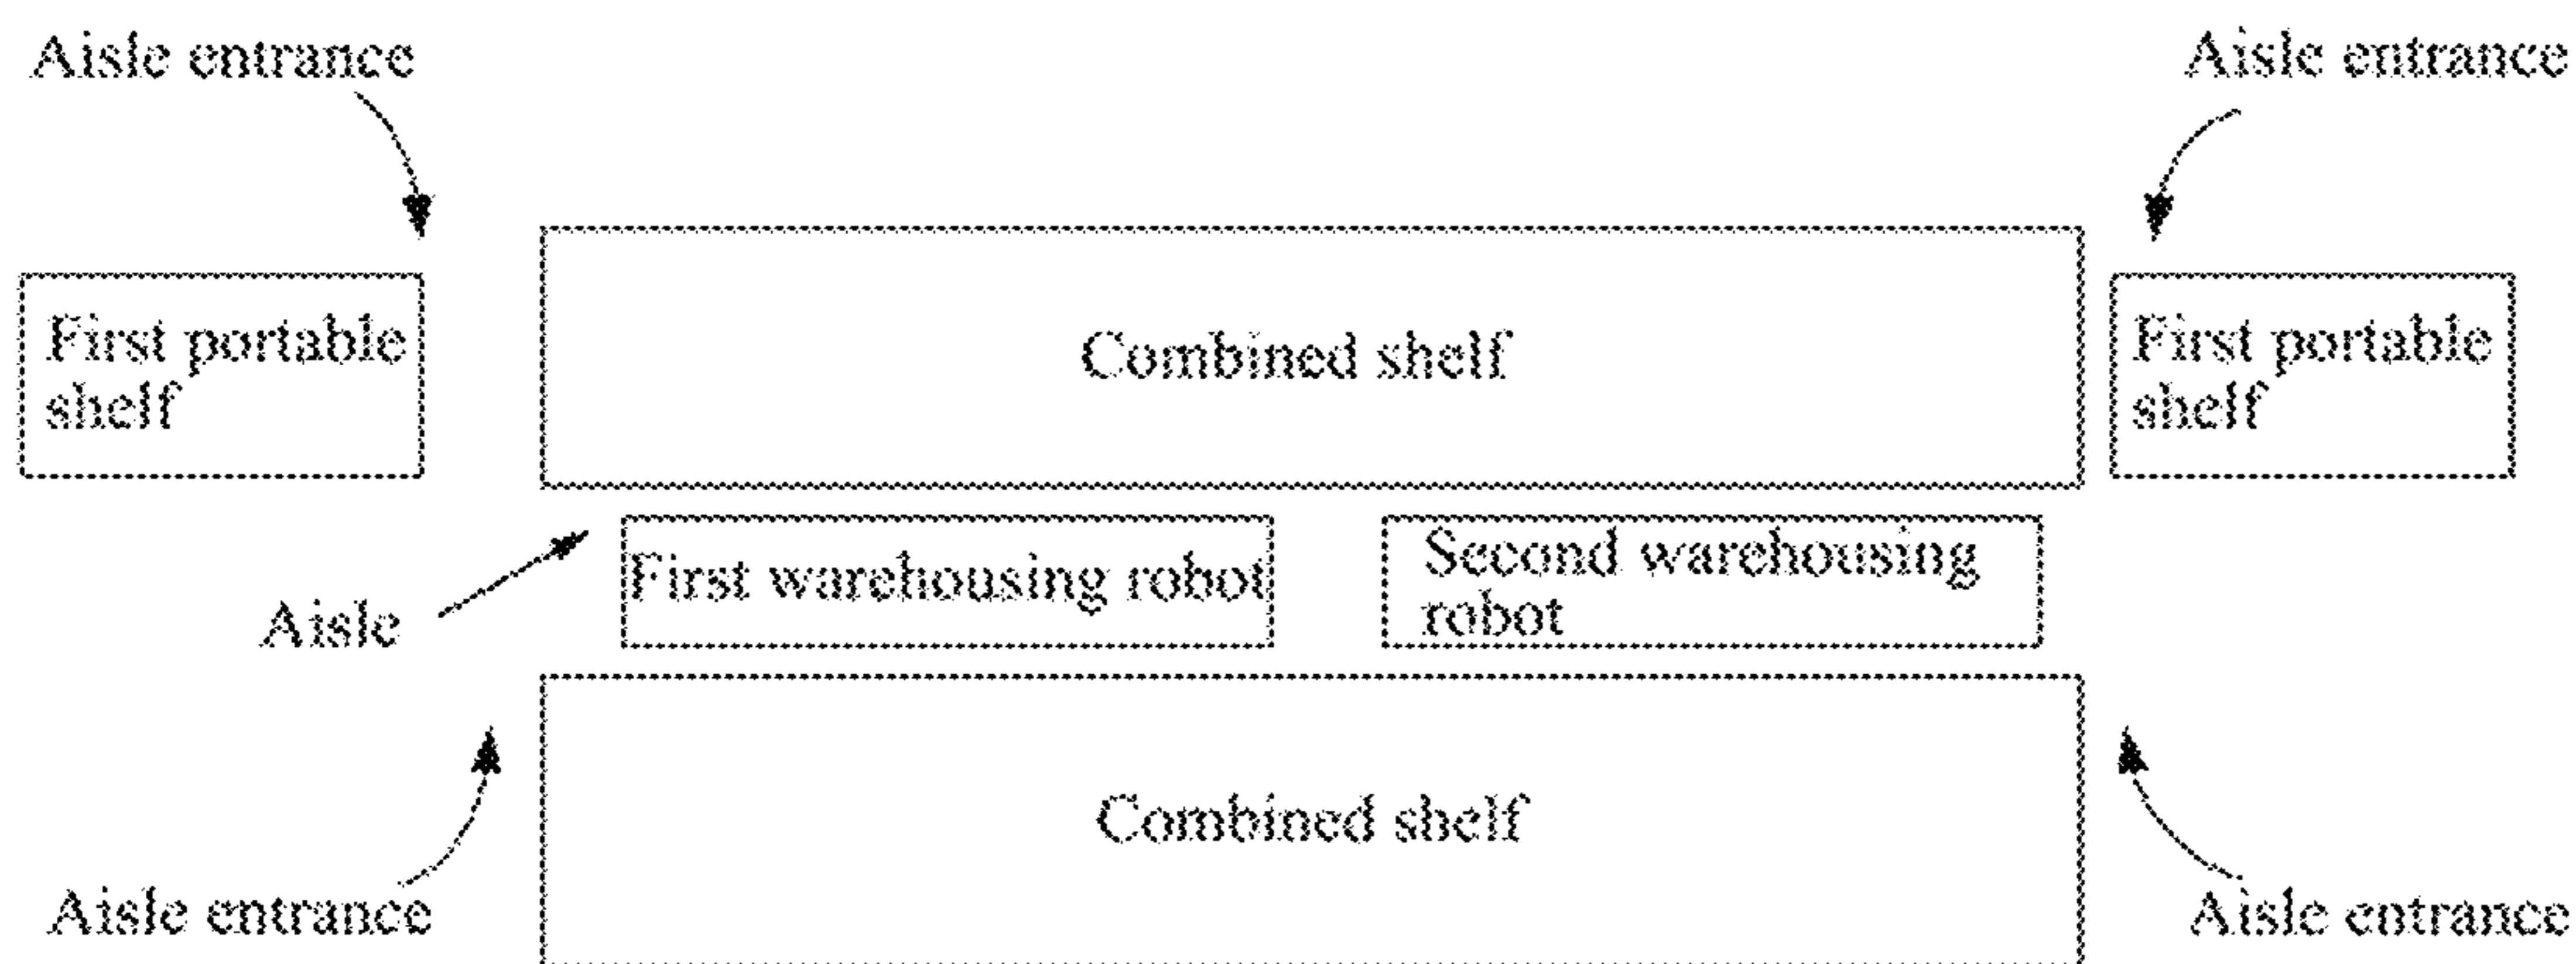 Aisle entrance
Aisle entrance
First portable
shelf
Combined shelf
First portable
shelf
First warehousing robot
Second warehousing
robot
Aisle
Combined shelf
Aisle entrance
Aisle entrance